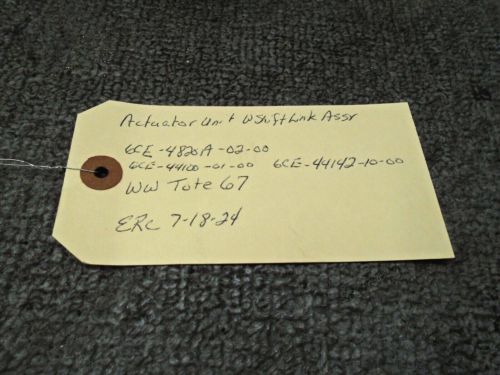 Actuator Unit W Shift Link Assy
6CE-4820A-02-00
6CE-44100-01-00 6CE-44142-10-00
WW Tote 67
ERC 7-18-24